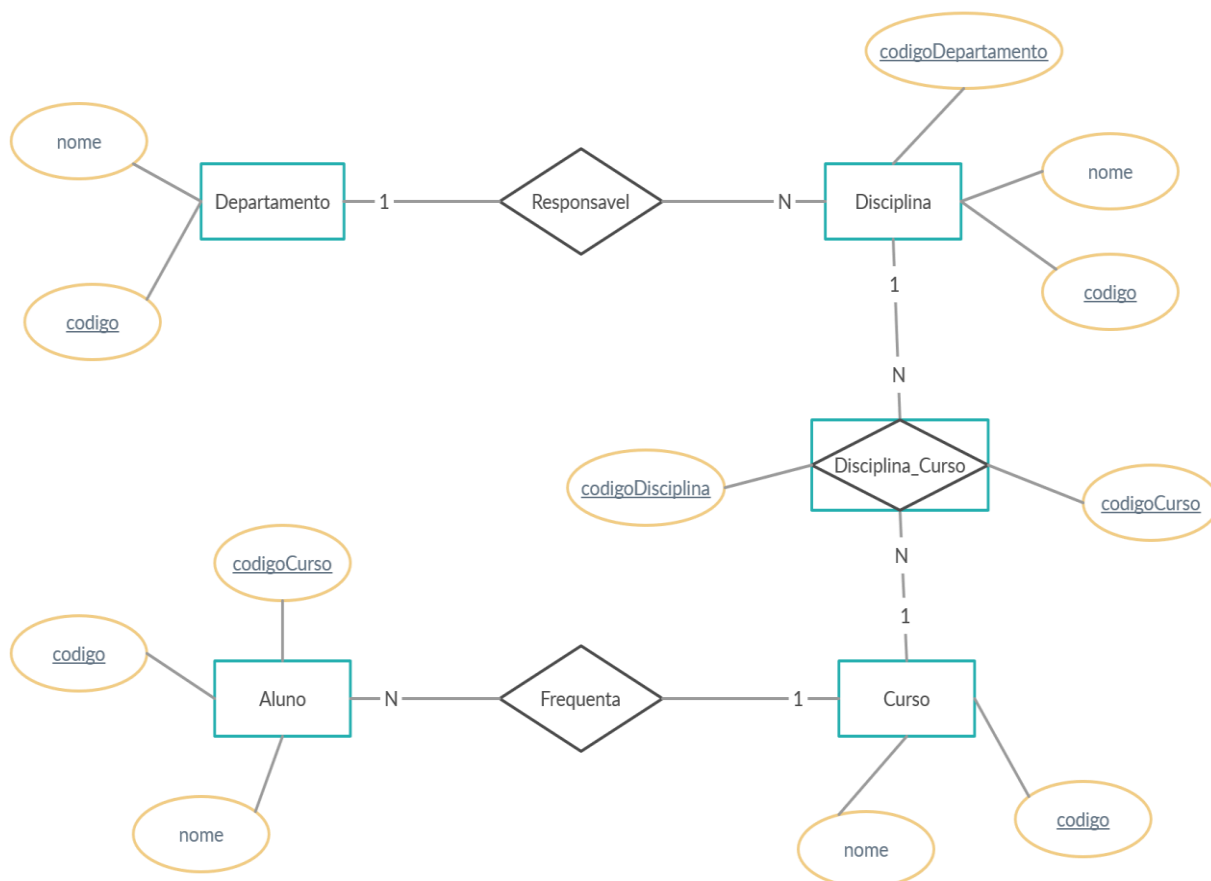 codigoDepartamento
nome
nome
Departamento
1
Responsavel
N
Disciplina
codigo
codigo
1
N
Disciplina_Curso
codigoDisciplina
codigoCurso
N
codigoCurso
1
codigo
Aluno
N
Frequenta
1
Curso
nome
codigo
nome